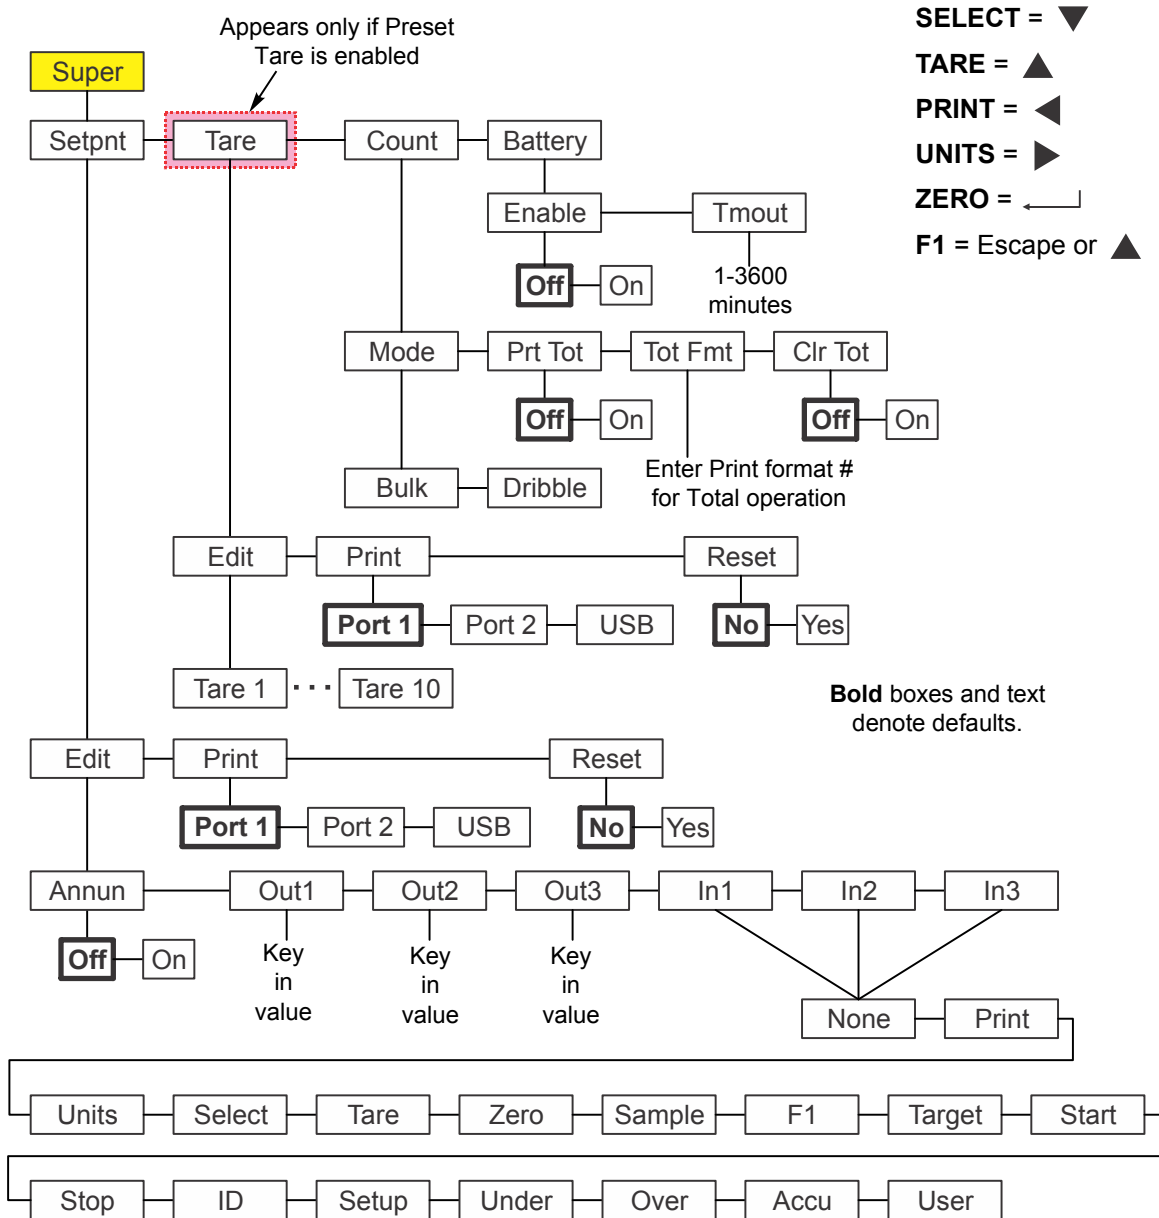 Appears only if Preset
Tare is enabled
SELECT =
TARE =
PRINT =
UNITS =
ZERO =
F1 = Escape or
Super
Setpnt
Tare
Count
Battery
Enable
Tmout
Off
On
1-3600
minutes
Mode
Prt Tot
Tot Fmt
Clr Tot
Off
On
Off
On
Enter Print format #
for Total operation
Bulk
Dribble
Edit
Print
Reset
Port 1
Port 2
USB
No
Yes
Tare 1
...
Tare 10
Bold boxes and text
denote defaults.
Edit
Print
Reset
Port 1
Port 2
USB
No
Yes
Annun
Out1
Out2
Out3
In1
In2
In3
Off
On
Key
in
value
Key
in
value
Key
in
value
None
Print
Units
Select
Tare
Zero
Sample
F1
Target
Start
Stop
ID
Setup
Under
Over
Accu
User